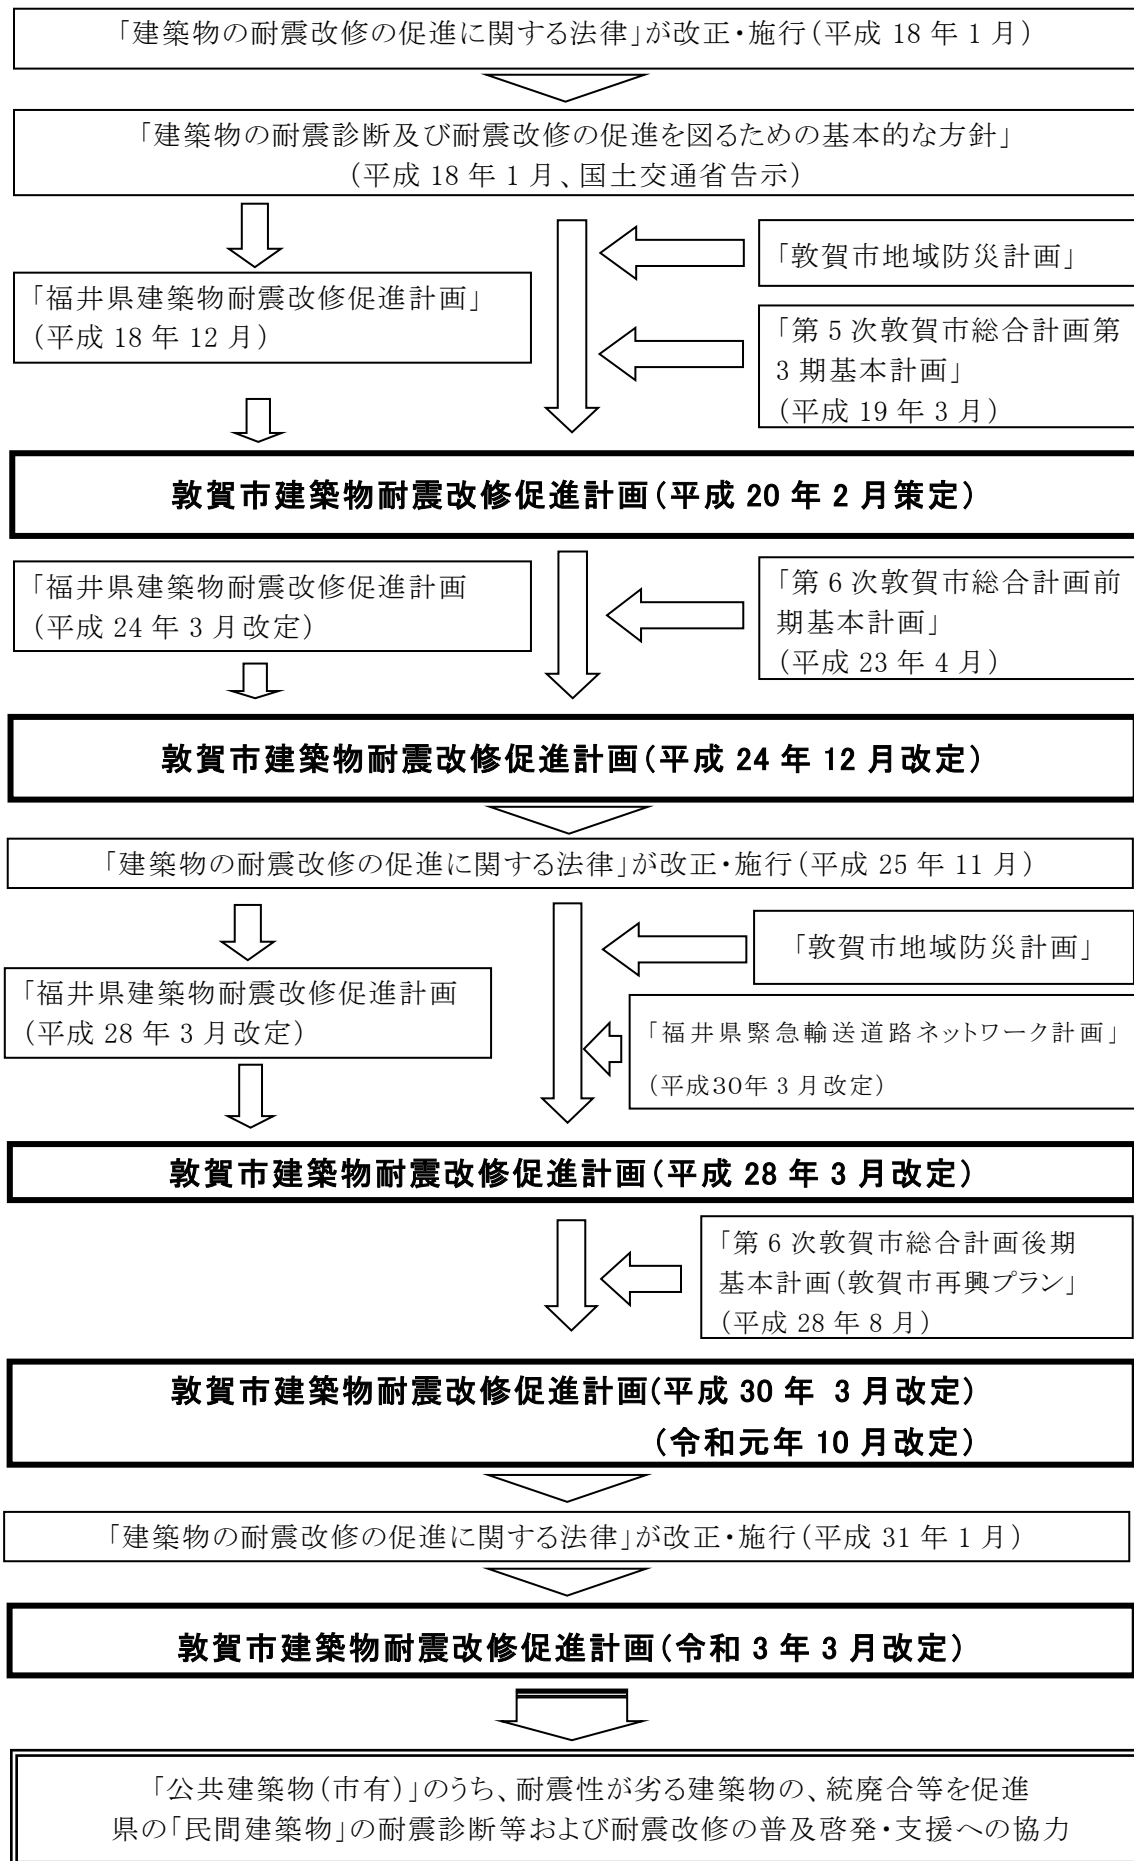 「建築物の耐震改修の促進に関する法律」が改正・施行(平成 18 年 1 月)
「建築物の耐震診断及び耐震改修の促進を図るための基本的な方針」
(平成 18 年 1 月、国土交通省告示)
「敦賀市地域防災計画」
「福井県建築物耐震改修促進計画」
(平成 18 年 12 月)
「第 5 次敦賀市総合計画第
3 期基本計画」
(平成 19 年 3 月)
敦賀市建築物耐震改修促進計画(平成 20 年 2 月策定)
「福井県建築物耐震改修促進計画
(平成 24 年 3 月改定)
「第 6 次敦賀市総合計画前
期基本計画」
(平成 23 年 4 月)
敦賀市建築物耐震改修促進計画(平成 24 年 12 月改定)
「建築物の耐震改修の促進に関する法律」が改正・施行(平成 25 年 11 月)
「敦賀市地域防災計画」
「福井県建築物耐震改修促進計画
(平成 28 年 3 月改定)
「福井県緊急輸送道路ネットワーク計画」
(平成30年 3 月改定)
敦賀市建築物耐震改修促進計画(平成 28 年 3 月改定)
「第 6 次敦賀市総合計画後期
基本計画(敦賀市再興プラン」
(平成 28 年 8 月)
敦賀市建築物耐震改修促進計画(平成 30 年 3 月改定)
(令和元年 10 月改定)
「建築物の耐震改修の促進に関する法律」が改正・施行(平成 31 年 1 月)
敦賀市建築物耐震改修促進計画(令和 3 年 3 月改定)
「公共建築物(市有)」のうち、耐震性が劣る建築物の、統廃合等を促進
県の「民間建築物」の耐震診断等および耐震改修の普及啓発・支援への協力